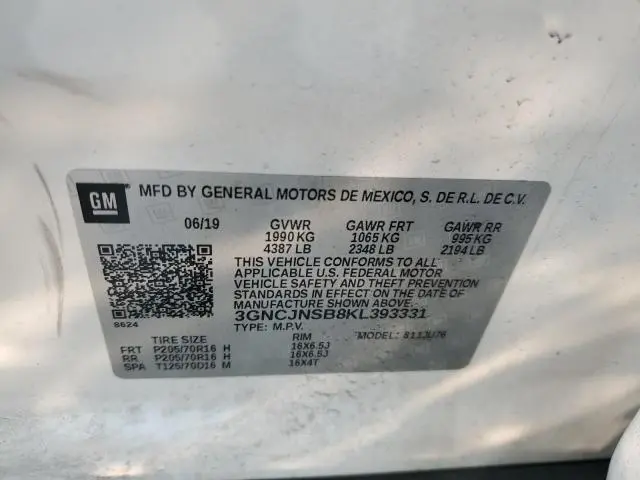 GM
MFD BY GENERAL MOTORS DE MEXICO, S. DE R.L. DE C.V.
06/19 GVWR GAWR FRT GAWR RR
1990 KG 1065 KG 995 KG
4387 LB 2348 LB 2194 LB
THIS VEHICLE CONFORMS TO ALL
APPLICABLE U.S. FEDERAL MOTOR
VEHICLE SAFETY AND THEFT PREVENTION
STANDARDS IN EFFECT ON THE DATE OF
MANUFACTURE SHOWN ABOVE.
8624 3GNCJNSB8KL393331
TYPE: M.P.V. MODEL: 811JU76
TIRE SIZE RIM
FRT P205/70R16 H 16X6.5J
RR P205/70R16 H 16X6.5J
SPA T125/70D16 M 16X4T